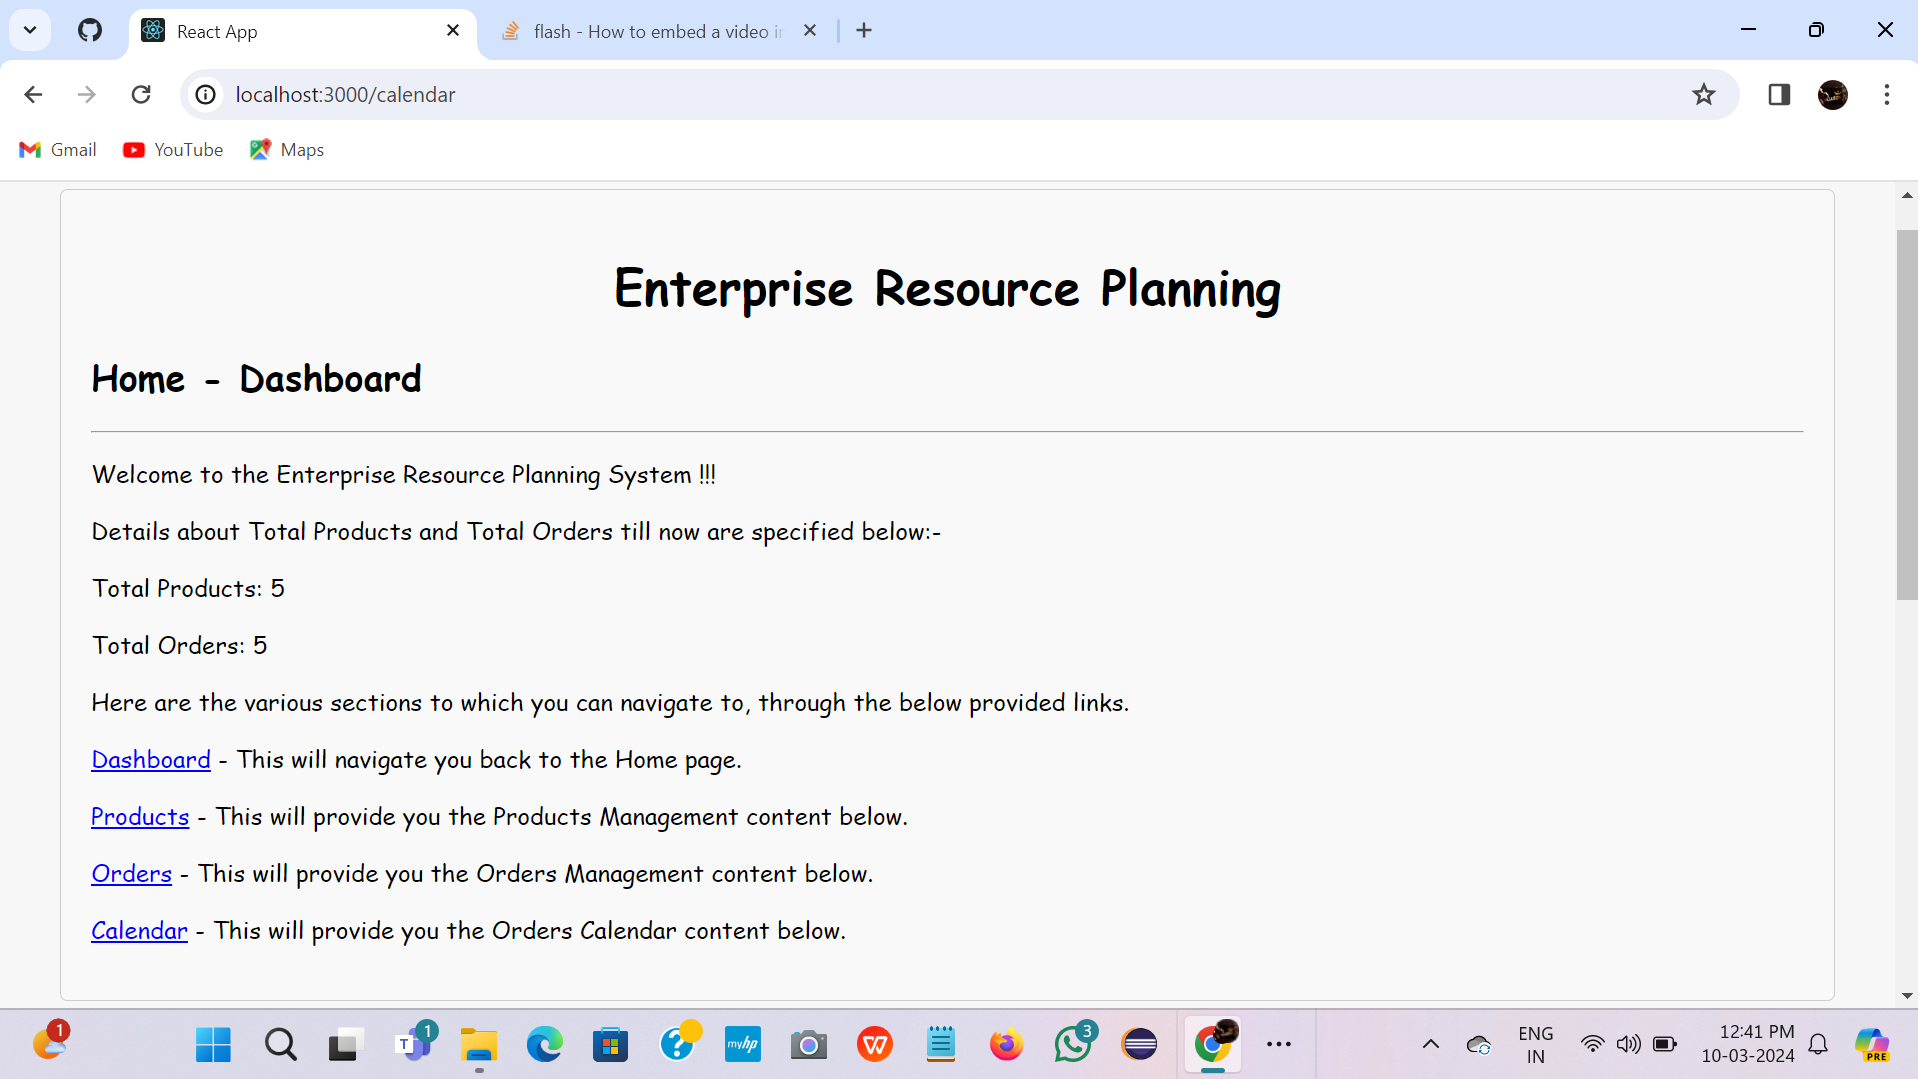 React App
flash - How to embed a video i
localhost:3000/calendar
Gmail
YouTube
Maps
Enterprise Resource Planning
Home - Dashboard
Welcome to the Enterprise Resource Planning System !!!
Details about Total Products and Total Orders till now are specified below:-
Total Products: 5
Total Orders: 5
Here are the various sections to which you can navigate to, through the below provided links.
Dashboard - This will navigate you back to the Home page.
Products - This will provide you the Products Management content below.
Orders - This will provide you the Orders Management content below.
Calendar - This will provide you the Orders Calendar content below.
1
T
1
?
myhp
W
3
ENG
IN
12:41 PM
10-03-2024
PRE